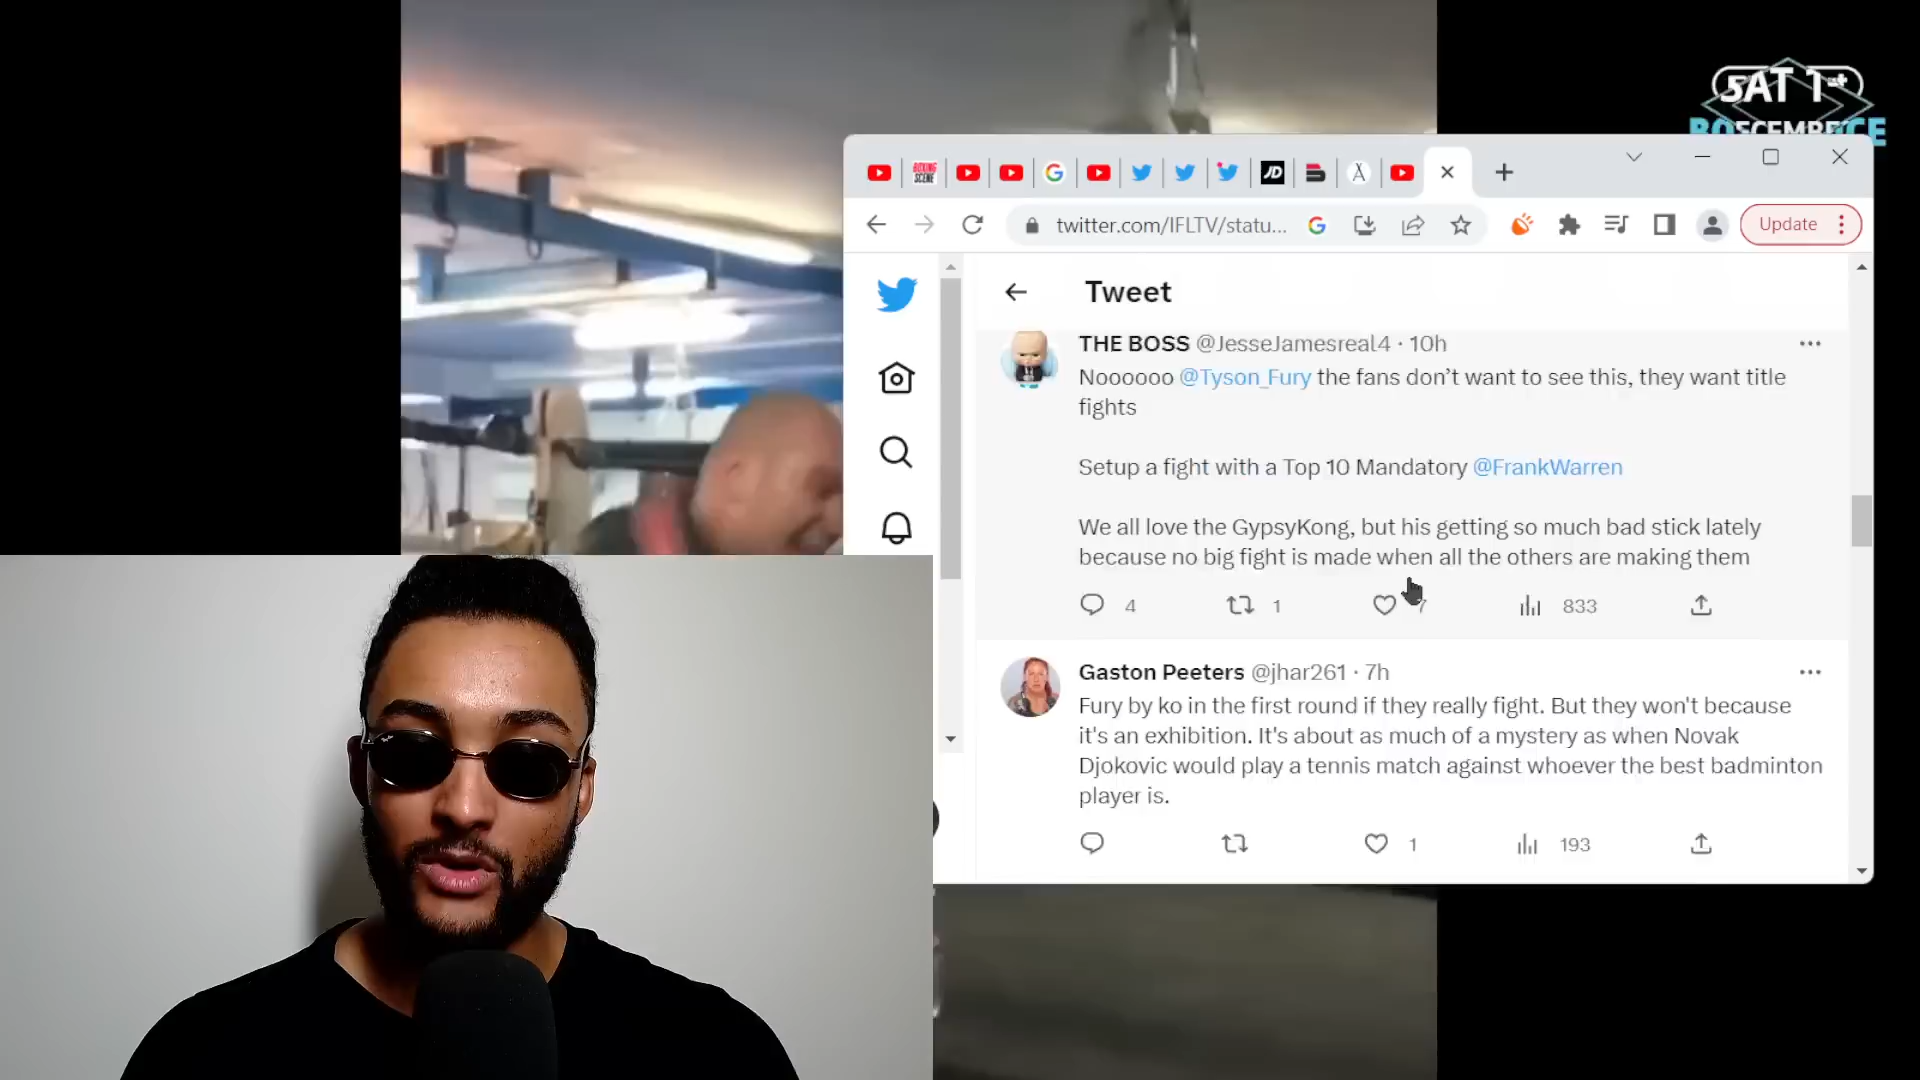 SAT 1
BOXING
SCENE
JD
twitter.com/IFLTV/statu...
Update
Tweet
THE BOSS @JesseJamesreal4 · 10h
Noooooo @Tyson_Fury the fans don’t want to see this, they want title
fights
Setup a fight with a Top 10 Mandatory @FrankWarren
We all love the GypsyKong, but his getting so much bad stick lately
because no big fight is made when all the others are making them
4 1 7 833
Gaston Peeters @jhar261 · 7h
Fury by ko in the first round if they really fight. But they won't because
it's an exhibition. It's about as much of a mystery as when Novak
Djokovic would play a tennis match against whoever the best badminton
player is.
1 193